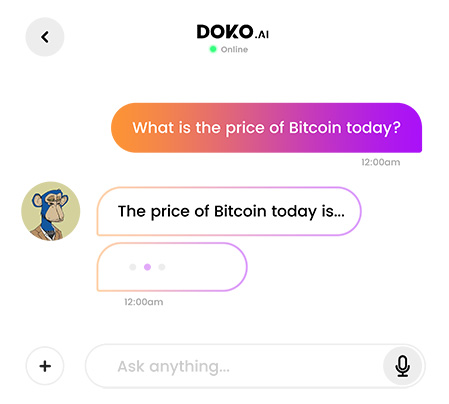 DOKO.AI
Online
What is the price of Bitcoin today?
12:00am
The price of Bitcoin today is...
12:00am
Ask anything...